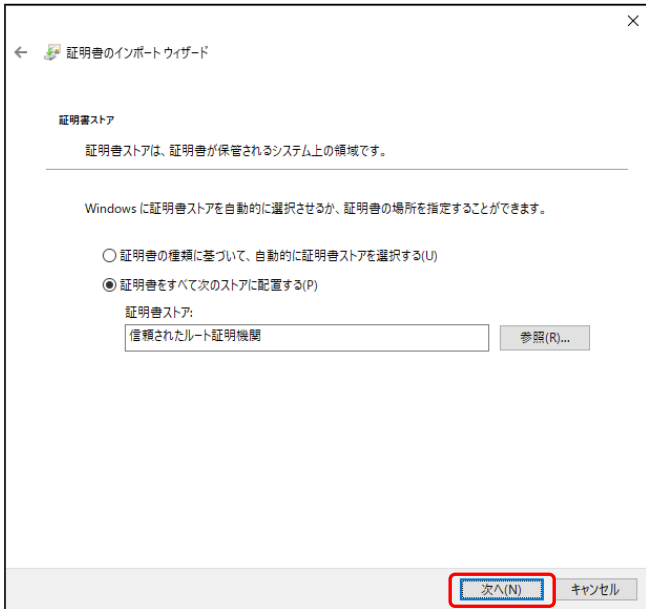 証明書のインポート ウィザード
証明書ストア
証明書ストアは、証明書が保管されるシステム上の領域です。
Windows に証明書ストアを自動的に選択させるか、証明書の場所を指定することができます。
証明書の種類に基づいて、自動的に証明書ストアを選択する(U)
証明書をすべて次のストアに配置する(P)
証明書ストア:
信頼されたルート証明機関
参照(R)...
次へ(N)
キャンセル